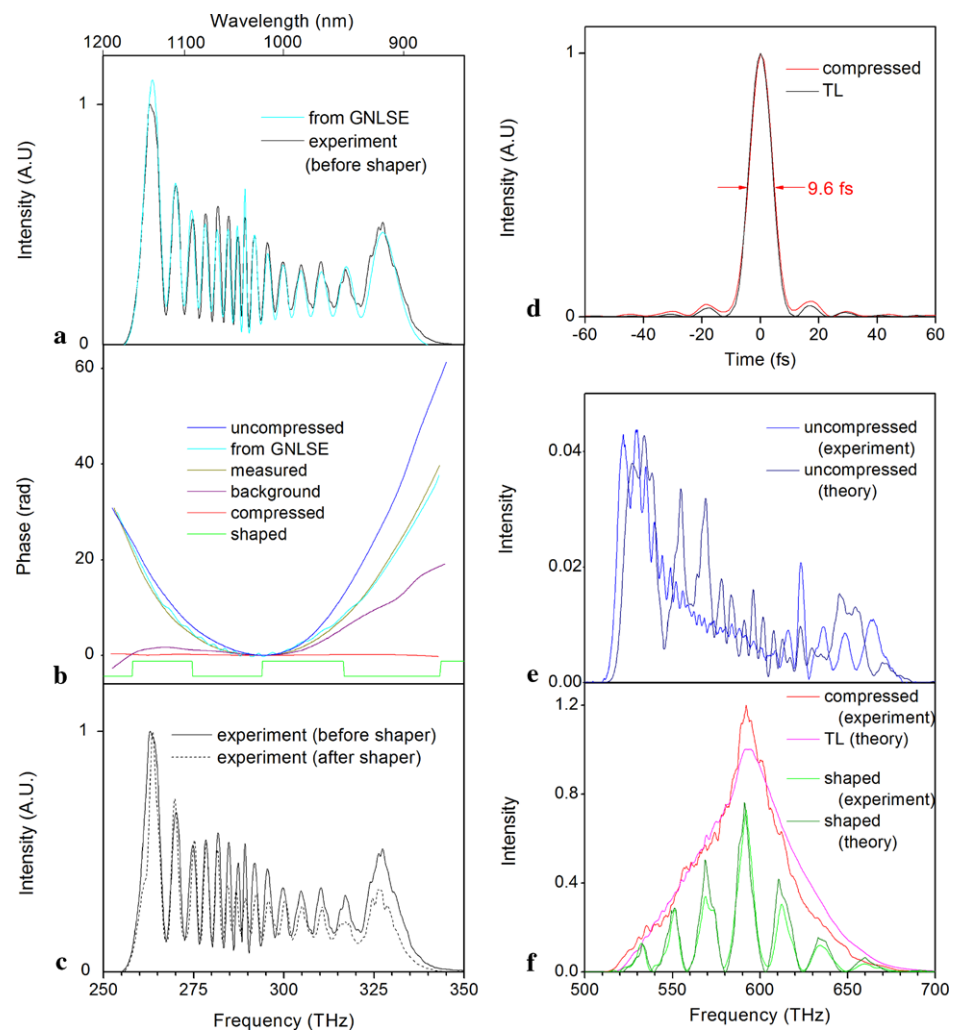 Wavelength (nm)
1200 1100 1000 900
1
0
Intensity (A.U)
from GNLSE
experiment
(before shaper)
a
60
40
20
0
Phase (rad)
uncompressed
from GNLSE
measured
background
compressed
shaped
b
1
0
Intensity (A.U.)
experiment (before shaper)
experiment (after shaper)
c
250 275 300 325 350
Frequency (THz)
1
0
Intensity (A.U.)
compressed
TL
9.6 fs
d
-60 -40 -20 0 20 40 60
Time (fs)
0.04
0.02
0.00
Intensity
uncompressed
(experiment)
uncompressed
(theory)
e
1.2
0.8
0.4
0.0
Intensity
compressed
(experiment)
TL (theory)
shaped
(experiment)
shaped
(theory)
f
500 550 600 650 700
Frequency (THz)